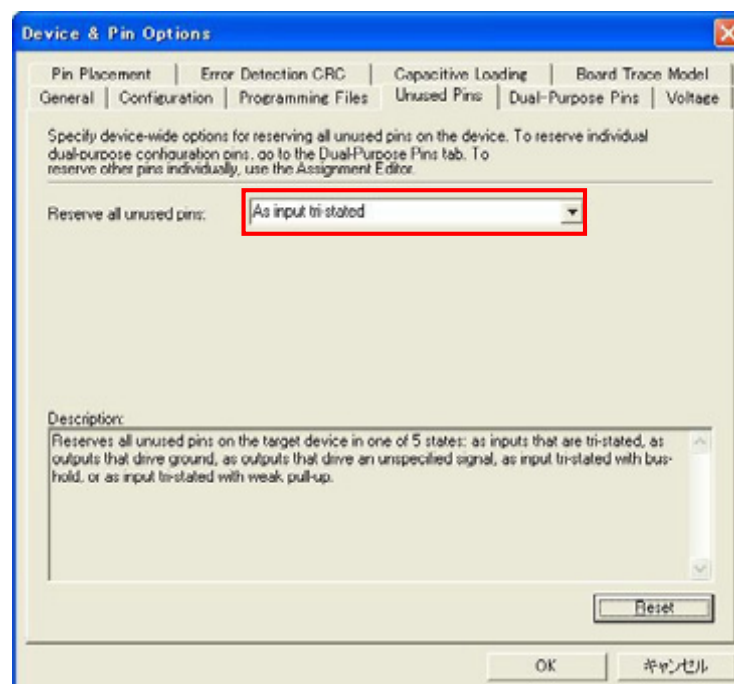 Device & Pin Options
Pin Placement
Error Detection CRC
Capacitive Loading
Board Trace Model
General
Configuration
Programming Files
Unused Pins
Dual-Purpose Pins
Voltage
Specify device-wide options for reserving all unused pins on the device. To reserve individual
dual-purpose configuration pins, go to the Dual-Purpose Pins tab. To
reserve other pins individually, use the Assignment Editor.
Reserve all unused pins:
As input tri-stated
Description:
Reserves all unused pins on the target device in one of 5 states: as inputs that are tri-stated, as
outputs that drive ground, as outputs that drive an unspecified signal, as input tri-stated with bus-
hold, or as input tri-stated with weak pull-up.
Reset
OK
キャンセル